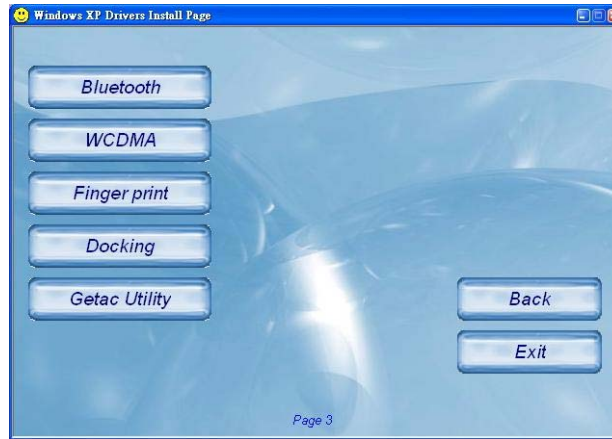 Windows XP Drivers Install Page
Bluetooth
WCDMA
Finger print
Docking
Getac Utility
Back
Exit
Page 3